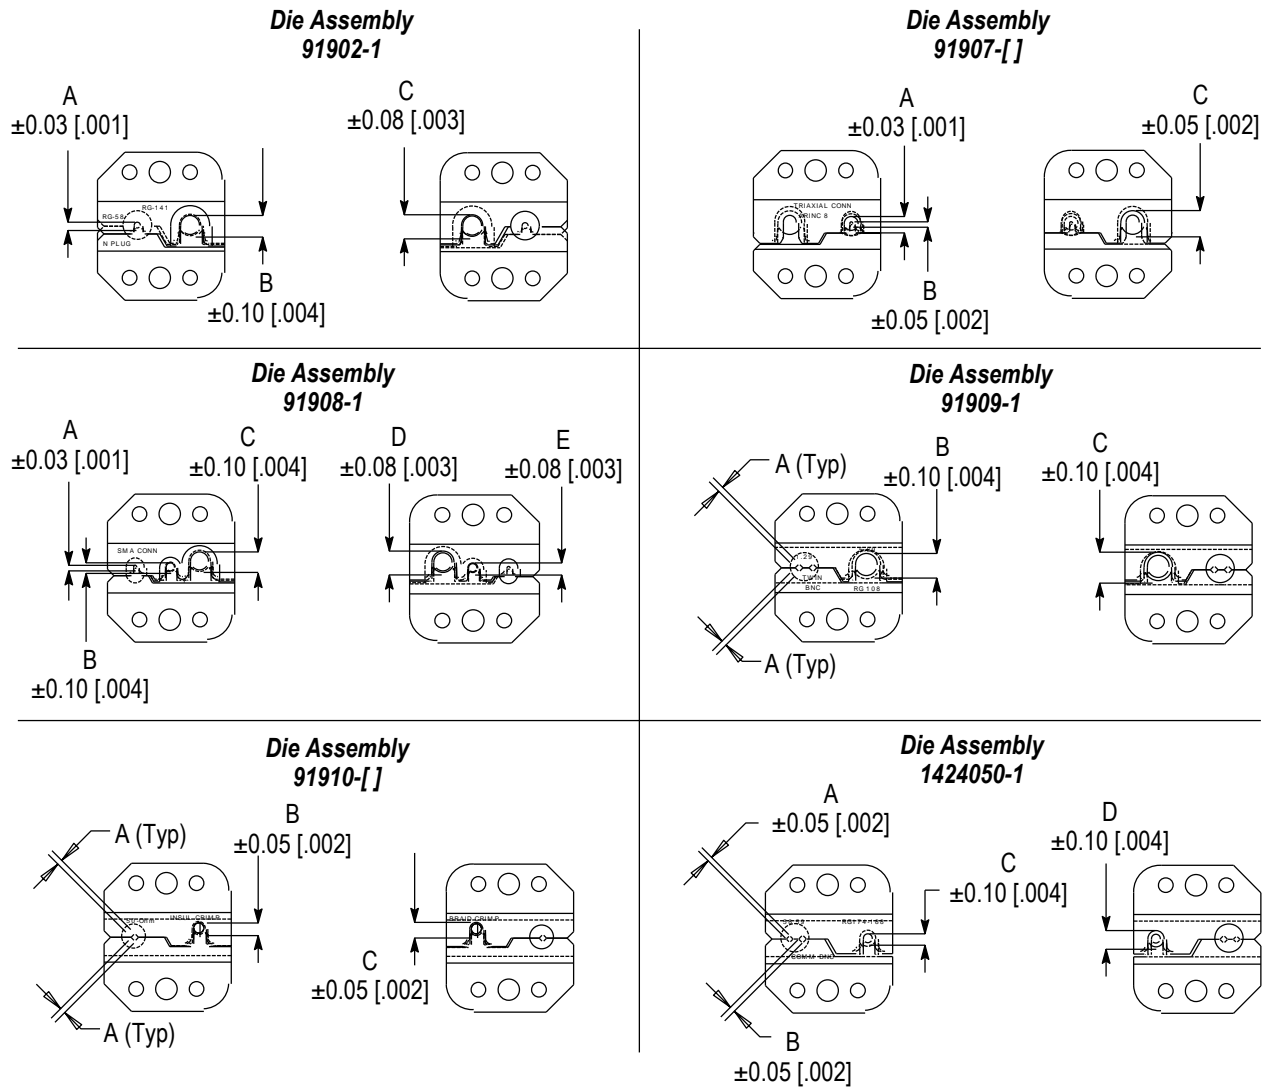 Die Assembly
91902-1
A
±0.03 [.001]
C
±0.08 [.003]
RG-58
RG-141
N PLUG
B
±0.10 [.004]
Die Assembly
91907-[ ]
A
±0.03 [.001]
C
±0.05 [.002]
TRIAXIAL CONN
RINC 8
B
±0.05 [.002]
Die Assembly
91908-1
A
±0.03 [.001]
C
±0.10 [.004]
D
±0.08 [.003]
E
±0.08 [.003]
SMA CONN
B
±0.10 [.004]
Die Assembly
91909-1
A (Typ)
B
±0.10 [.004]
C
±0.10 [.004]
TWIN
BNC
RG 108
A (Typ)
Die Assembly
91910-[ ]
A (Typ)
B
±0.05 [.002]
INSUL CRIMP
BRAID CRIMP
C
±0.05 [.002]
A (Typ)
Die Assembly
1424050-1
A
±0.05 [.002]
D
±0.10 [.004]
C
±0.10 [.004]
B
±0.05 [.002]